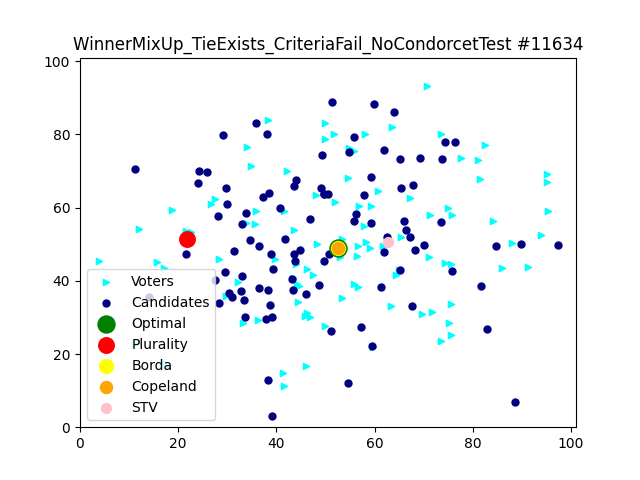 WinnerMixUp_TieExists_CriteriaFail_NoCondorcetTest #11634
100
80
60
40
20
0
Voters
Candidates
Optimal
Plurality
Borda
Copeland
STV
0 20 40 60 80 100